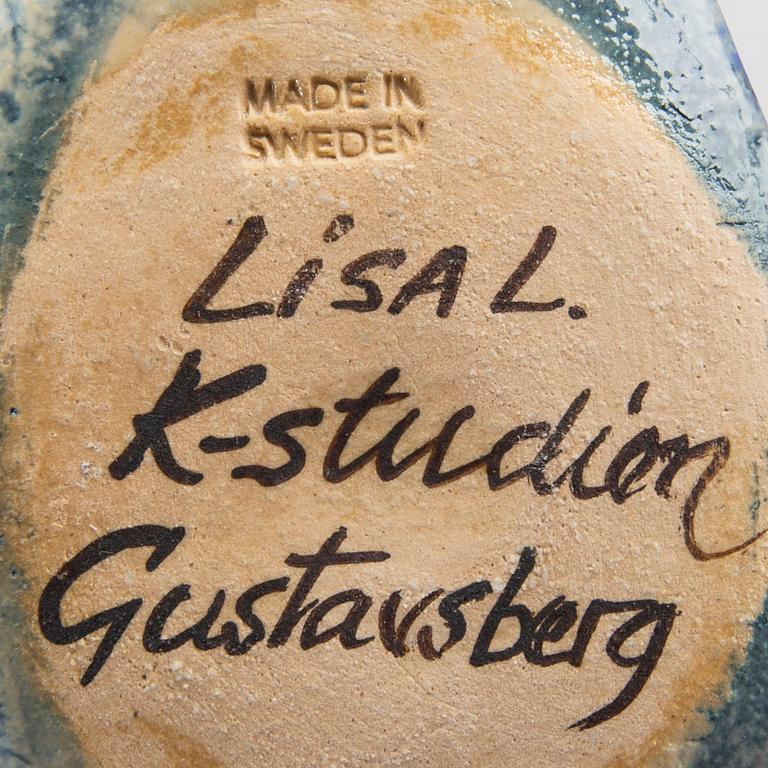 MADE IN
SWEDEN
LiSA L.
K-studion
Gustavsberg